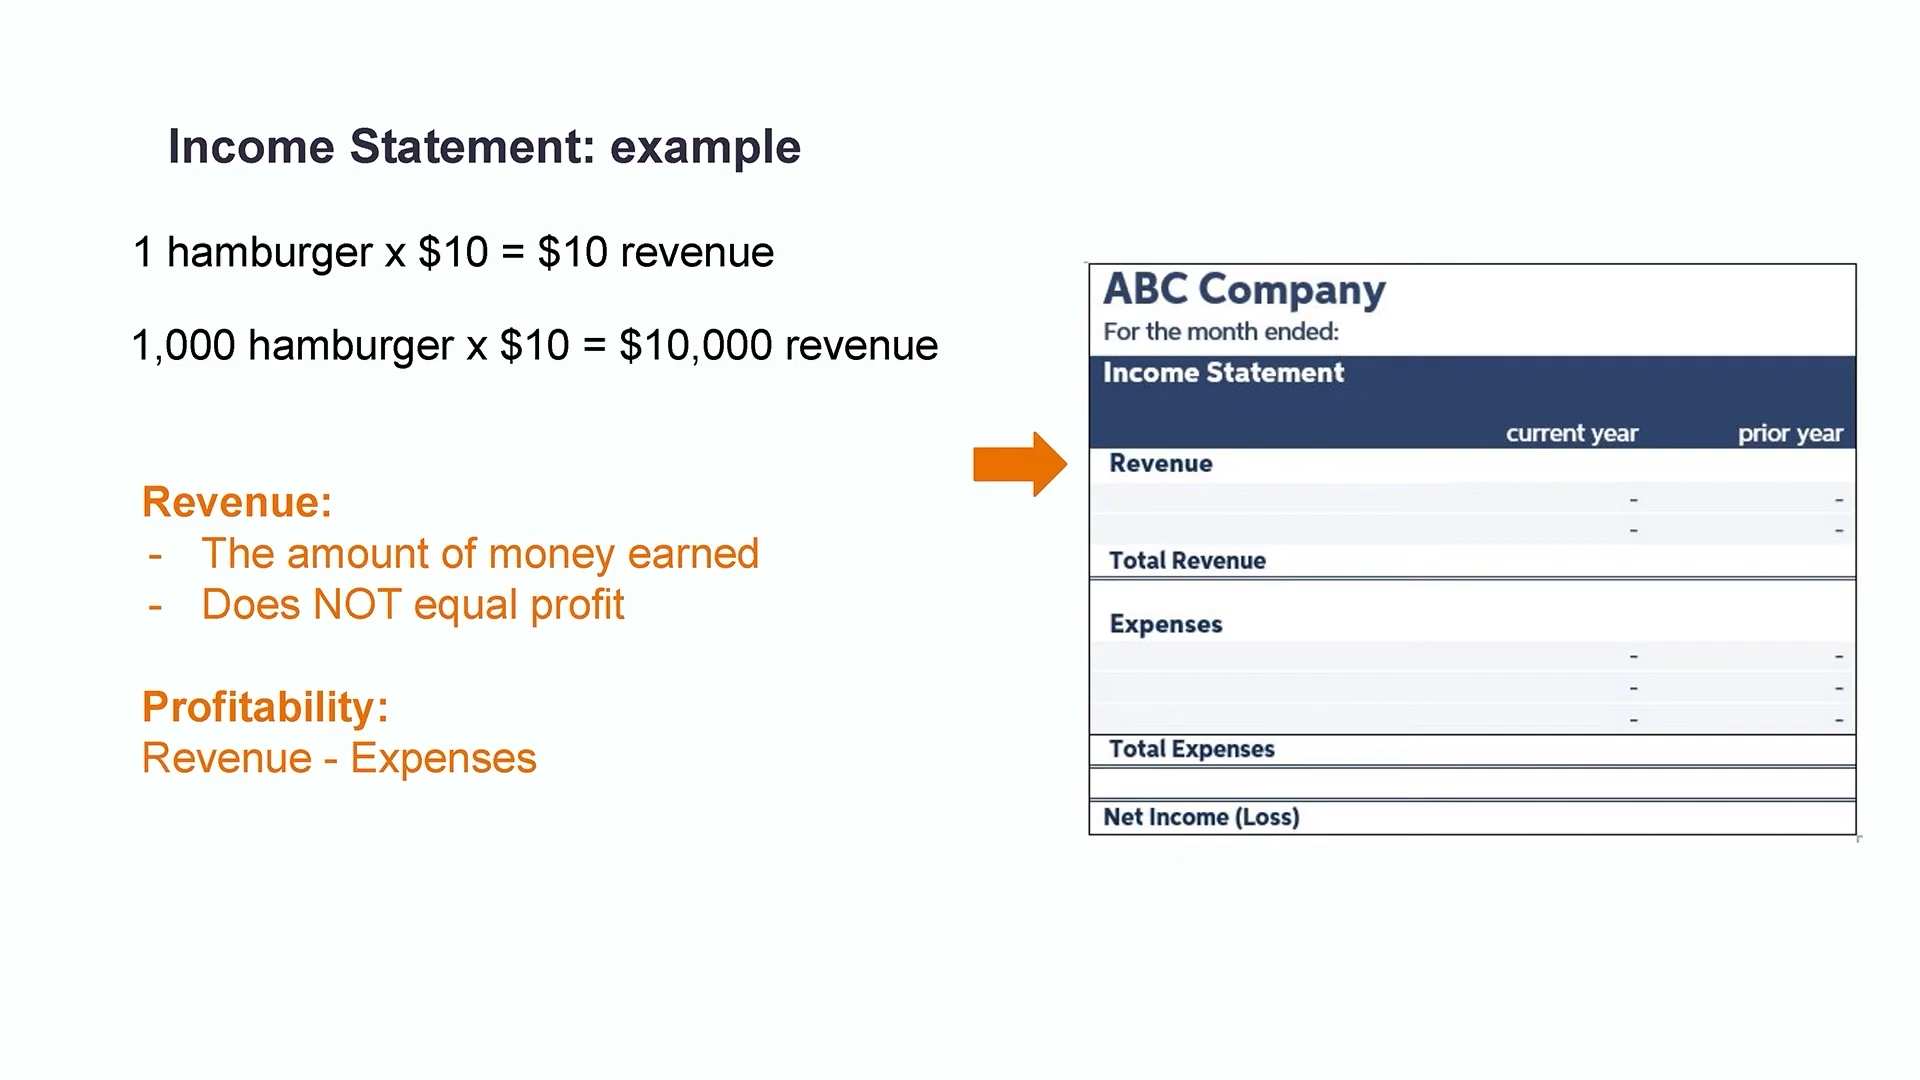 Income Statement: example
1 hamburger x $10 = $10 revenue
1,000 hamburger x $10 = $10,000 revenue
Revenue:
- The amount of money earned
- Does NOT equal profit
Profitability:
Revenue - Expenses
ABC Company
For the month ended:
Income Statement
current year prior year
Revenue
- -
- -
Total Revenue
Expenses
- -
- -
- -
Total Expenses
Net Income (Loss)